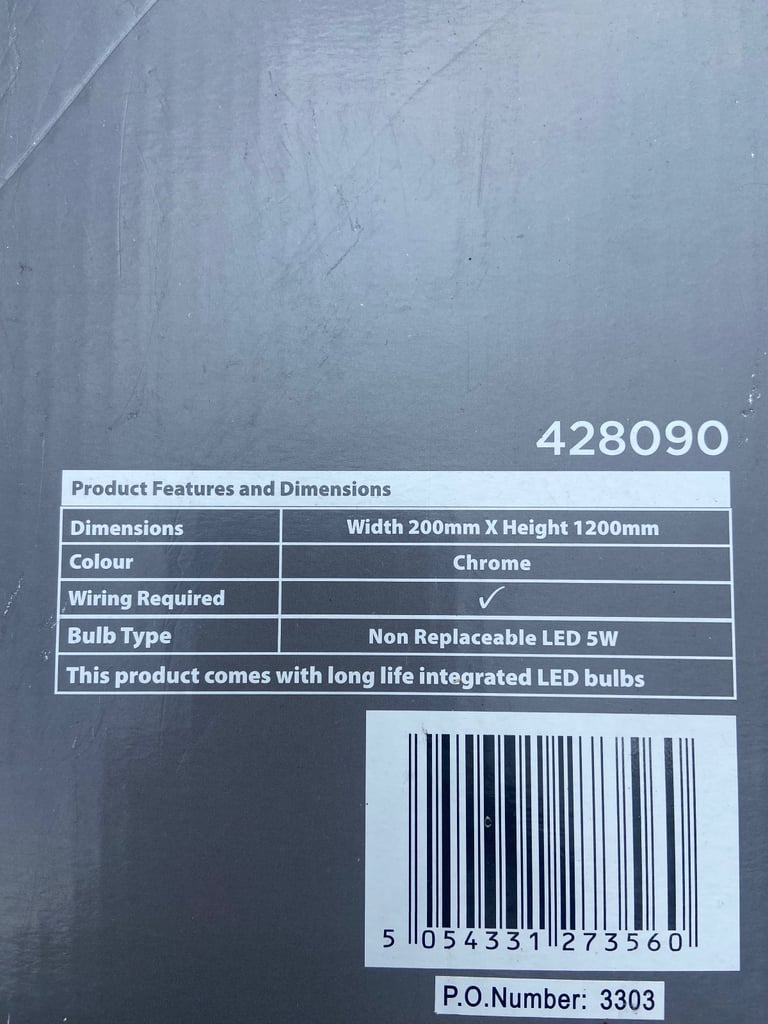 428090
Product Features and Dimensions
Dimensions Width 200mm X Height 1200mm
Colour Chrome
Wiring Required ✓
Bulb Type Non Replaceable LED 5W
This product comes with long life integrated LED bulbs
5 054331 273560
P.O.Number: 3303